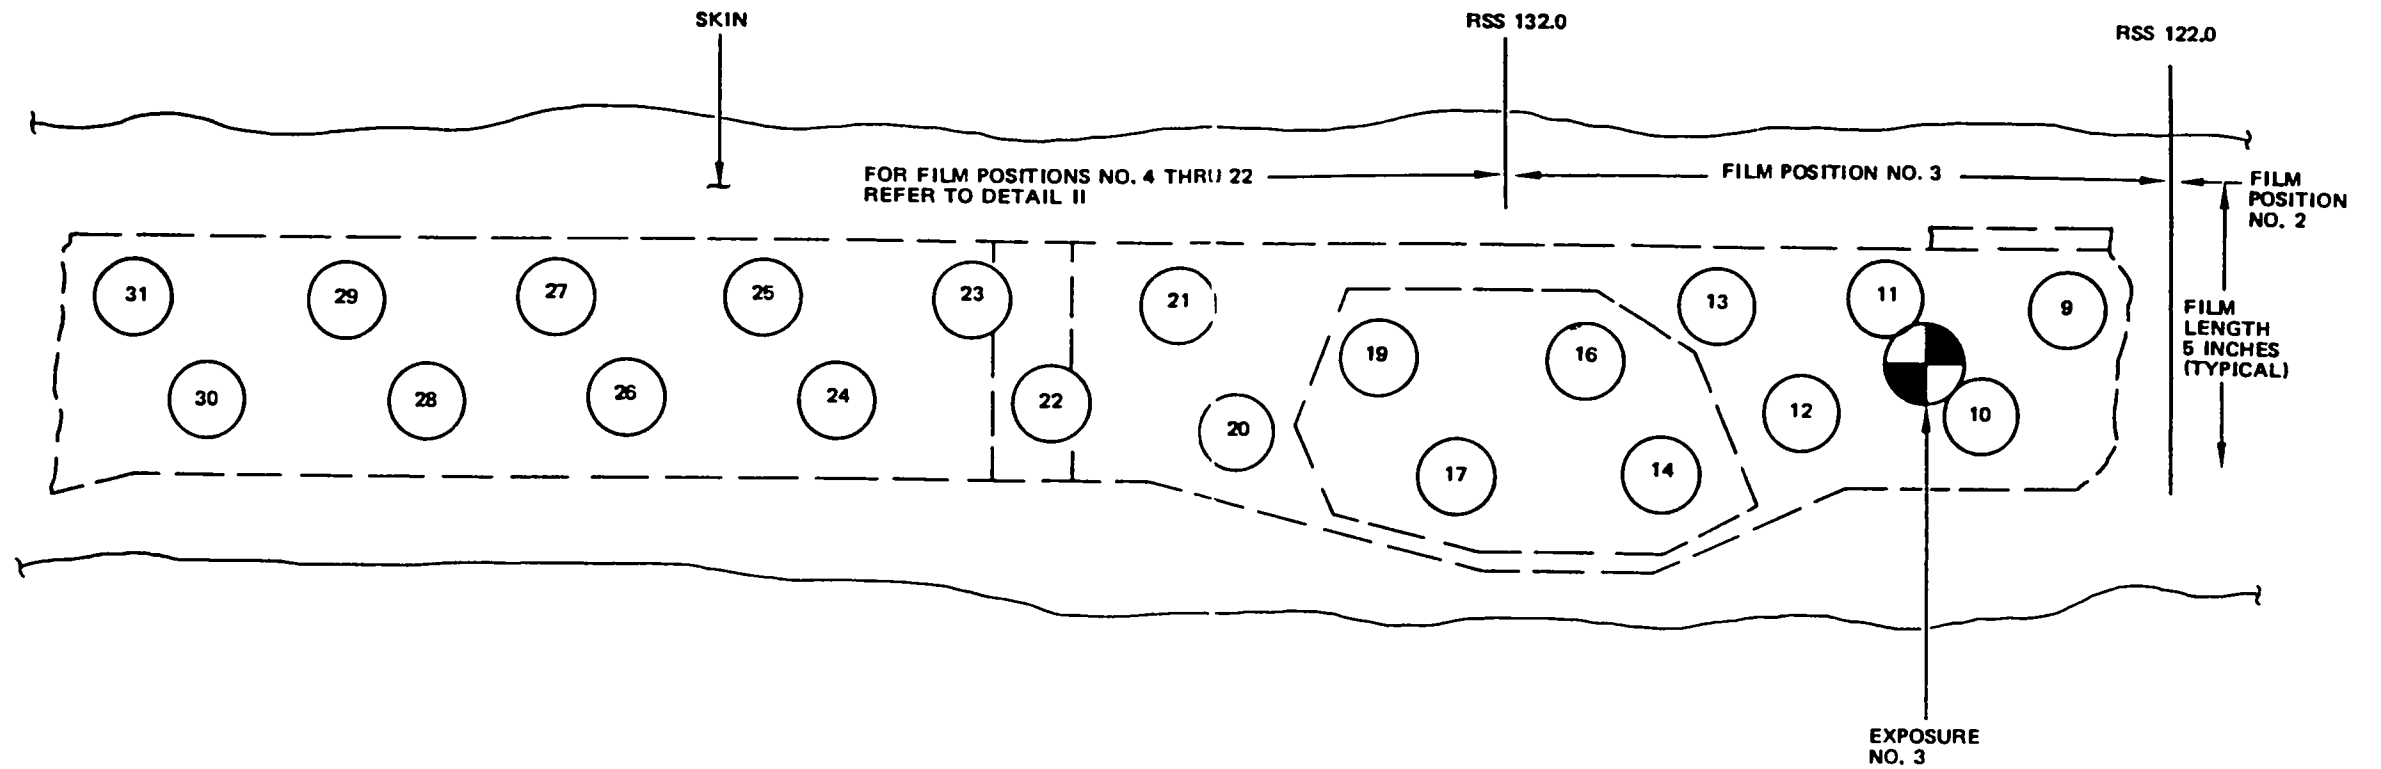 SKIN
RSS 132.0
RSS 122.0
FOR FILM POSITIONS NO. 4 THRU 22
REFER TO DETAIL II
FILM POSITION NO. 3
FILM
POSITION
NO. 2
31
29
27
25
23
21
19
16
13
11
9
FILM
LENGTH
5 INCHES
(TYPICAL)
30
28
26
24
22
20
17
14
12
10
EXPOSURE
NO. 3